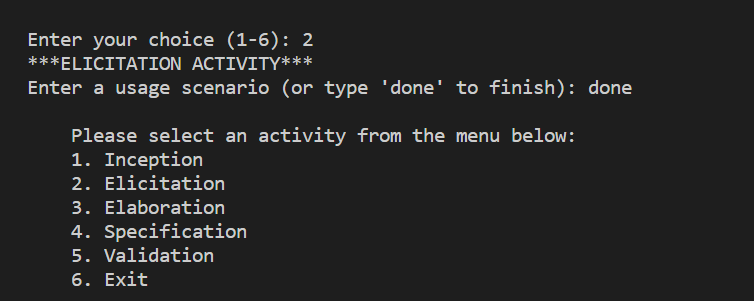 Enter your choice (1-6): 2
***ELICITATION ACTIVITY***
Enter a usage scenario (or type 'done' to finish): done
Please select an activity from the menu below:
1. Inception
2. Elicitation
3. Elaboration
4. Specification
5. Validation
6. Exit